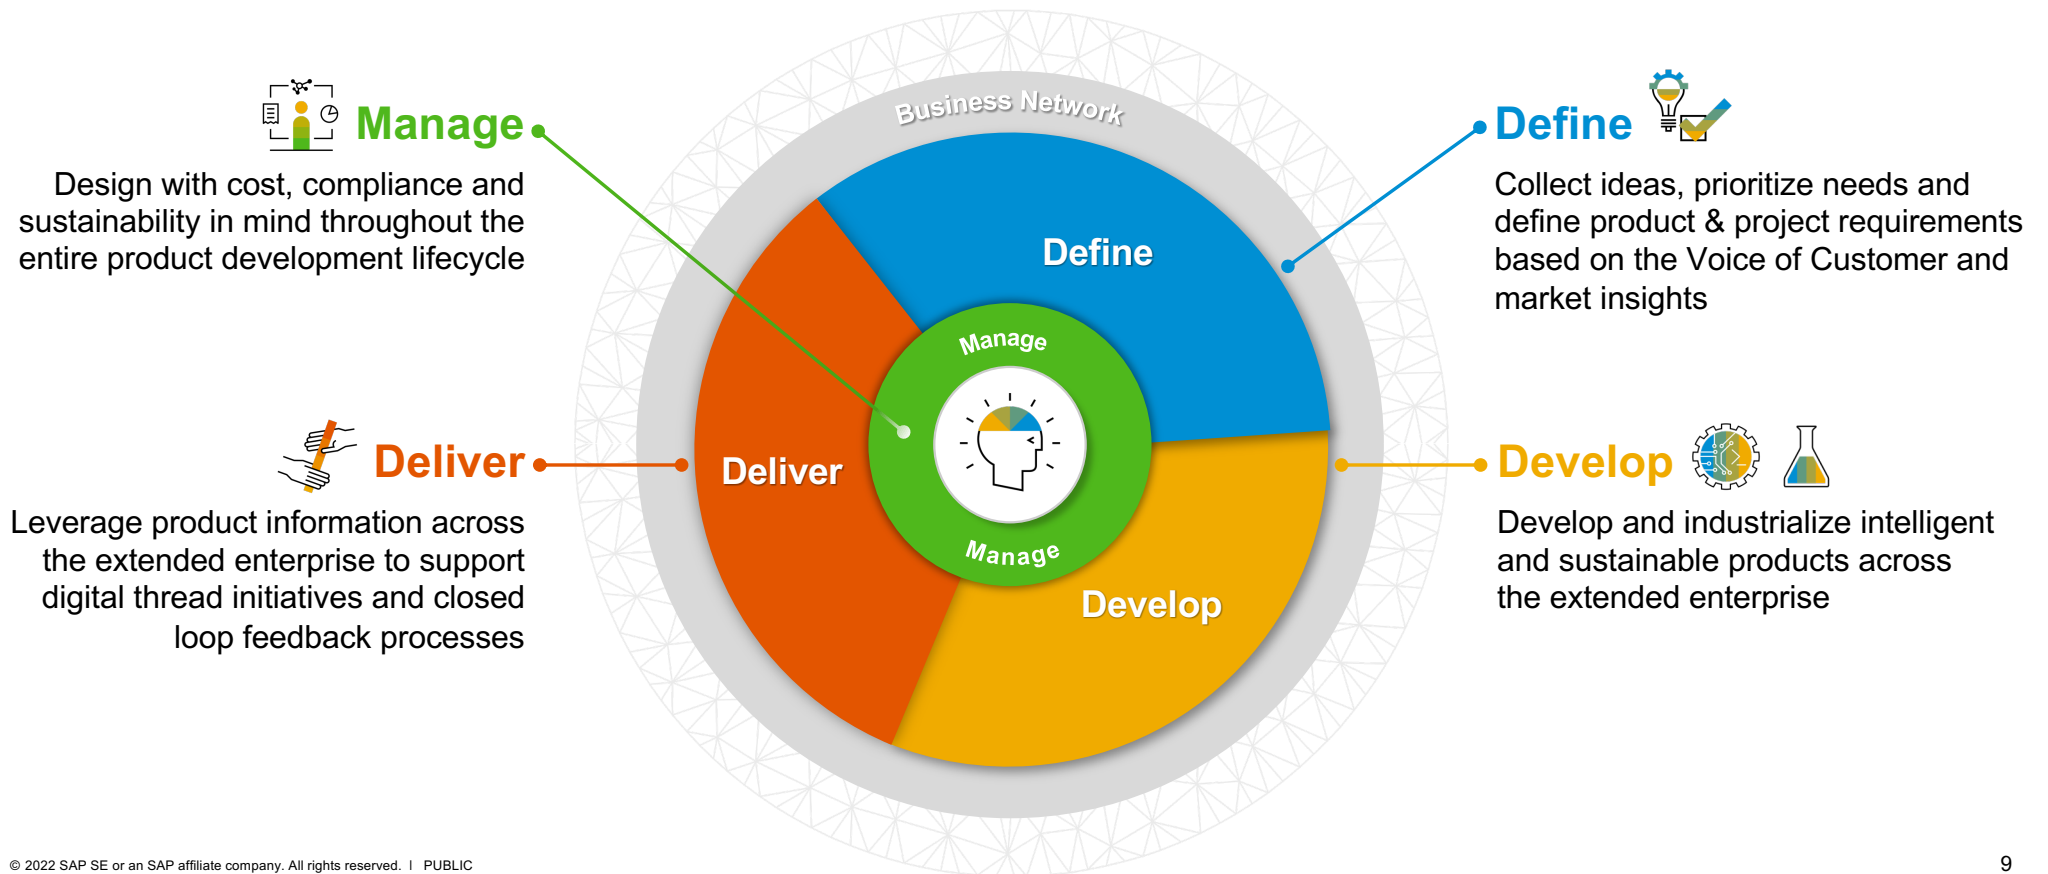 Manage
Design with cost, compliance and
sustainability in mind throughout the
entire product development lifecycle
Deliver
Leverage product information across
the extended enterprise to support
digital thread initiatives and closed
loop feedback processes
Business Network
Define
Manage
Deliver
Manage
Develop
Define
Collect ideas, prioritize needs and
define product & project requirements
based on the Voice of Customer and
market insights
Develop
Develop and industrialize intelligent
and sustainable products across
the extended enterprise
© 2022 SAP SE or an SAP affiliate company. All rights reserved. ǀ PUBLIC
9